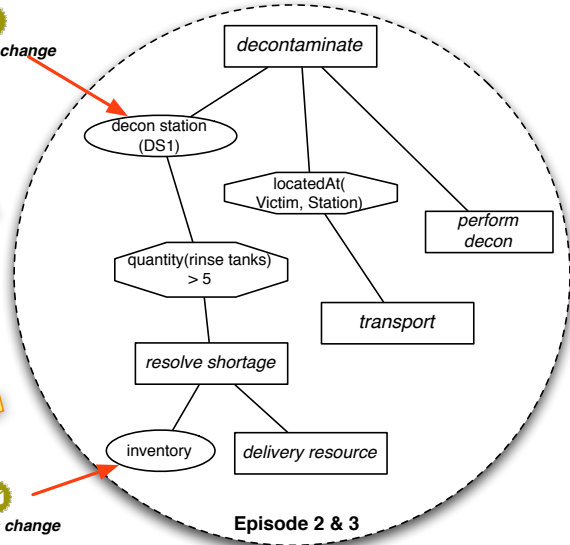 change
decontaminate
decon station
(DS1)
locatedAt(
Victim, Station)
perform
decon
quantity(rinse tanks)
> 5
transport
resolve shortage
inventory
delivery resource
change
Episode 2 & 3